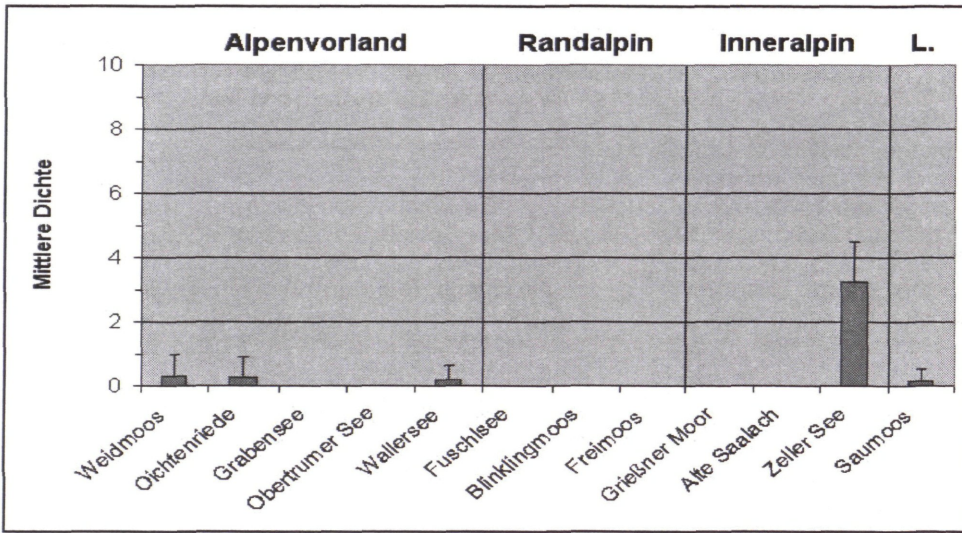 Alpenvorland Randalpin Inneralpin L.
10
8
6
4
2
0
Mittlere Dichte
Weidmoos
Oichtenriede
Grabensee
Obertrumer See
Wallersee
Fuschlsee
Blinklingmoos
Freimoos
Grießner Moor
Alte Saalach
Zeller See
Saumoos